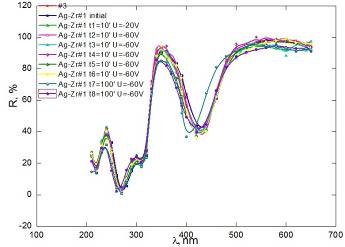 120
100
80
60
40
20
0
-20
R, %
#3
Ag-Zr#1 initial
Ag-Zr#1 t1=10' U=-20V
Ag-Zr#1 t2=10' U=-60V
Ag-Zr#1 t3=10' U=-60V
Ag-Zr#1 t4=10' U=-60V
Ag-Zr#1 t5=10' U=-60V
Ag-Zr#1 t6=10' U=-60V
Ag-Zr#1 t7=100' U=-60V
Ag-Zr#1 t8=100' U=-60V
0 100 200 300 400 500 600 700
λ, nm